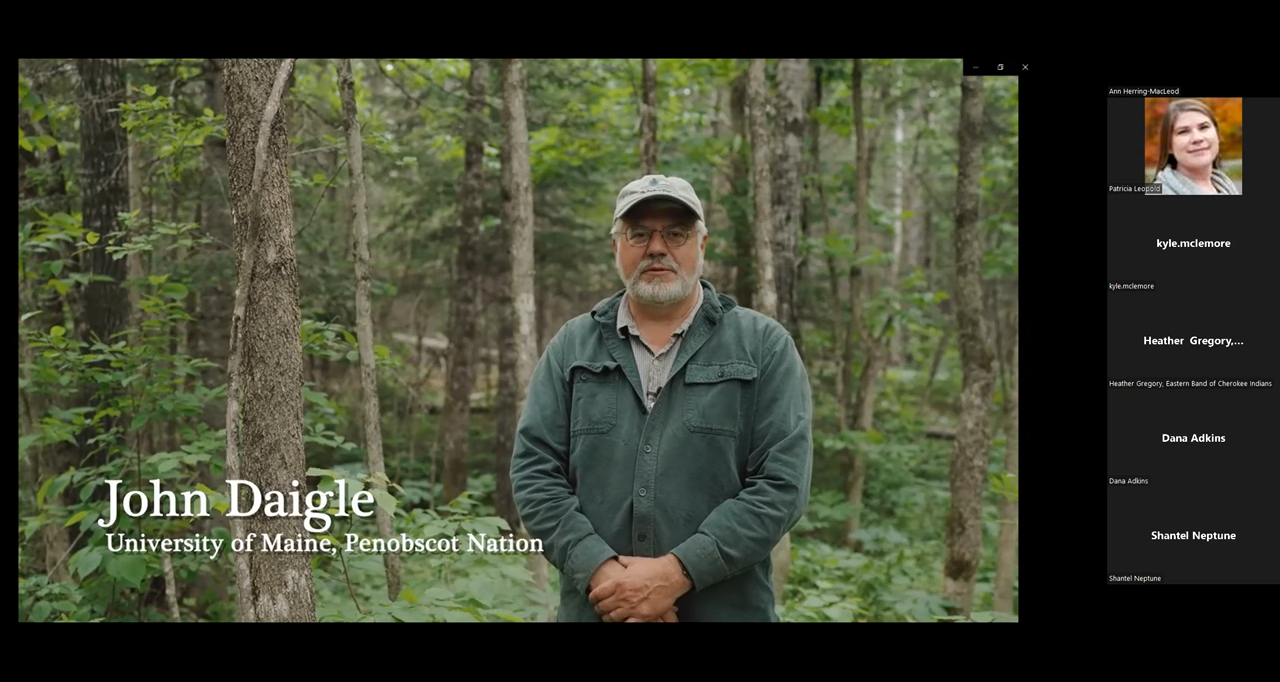 John Daigle
University of Maine, Penobscot Nation
Ann Herring-MacLeod
Patricia Leopold
kyle.mclemore
kyle.mclemore
Heather Gregory,...
Heather Gregory, Eastern Band of Cherokee Indians
Dana Adkins
Dana Adkins
Shantel Neptune
Shantel Neptune